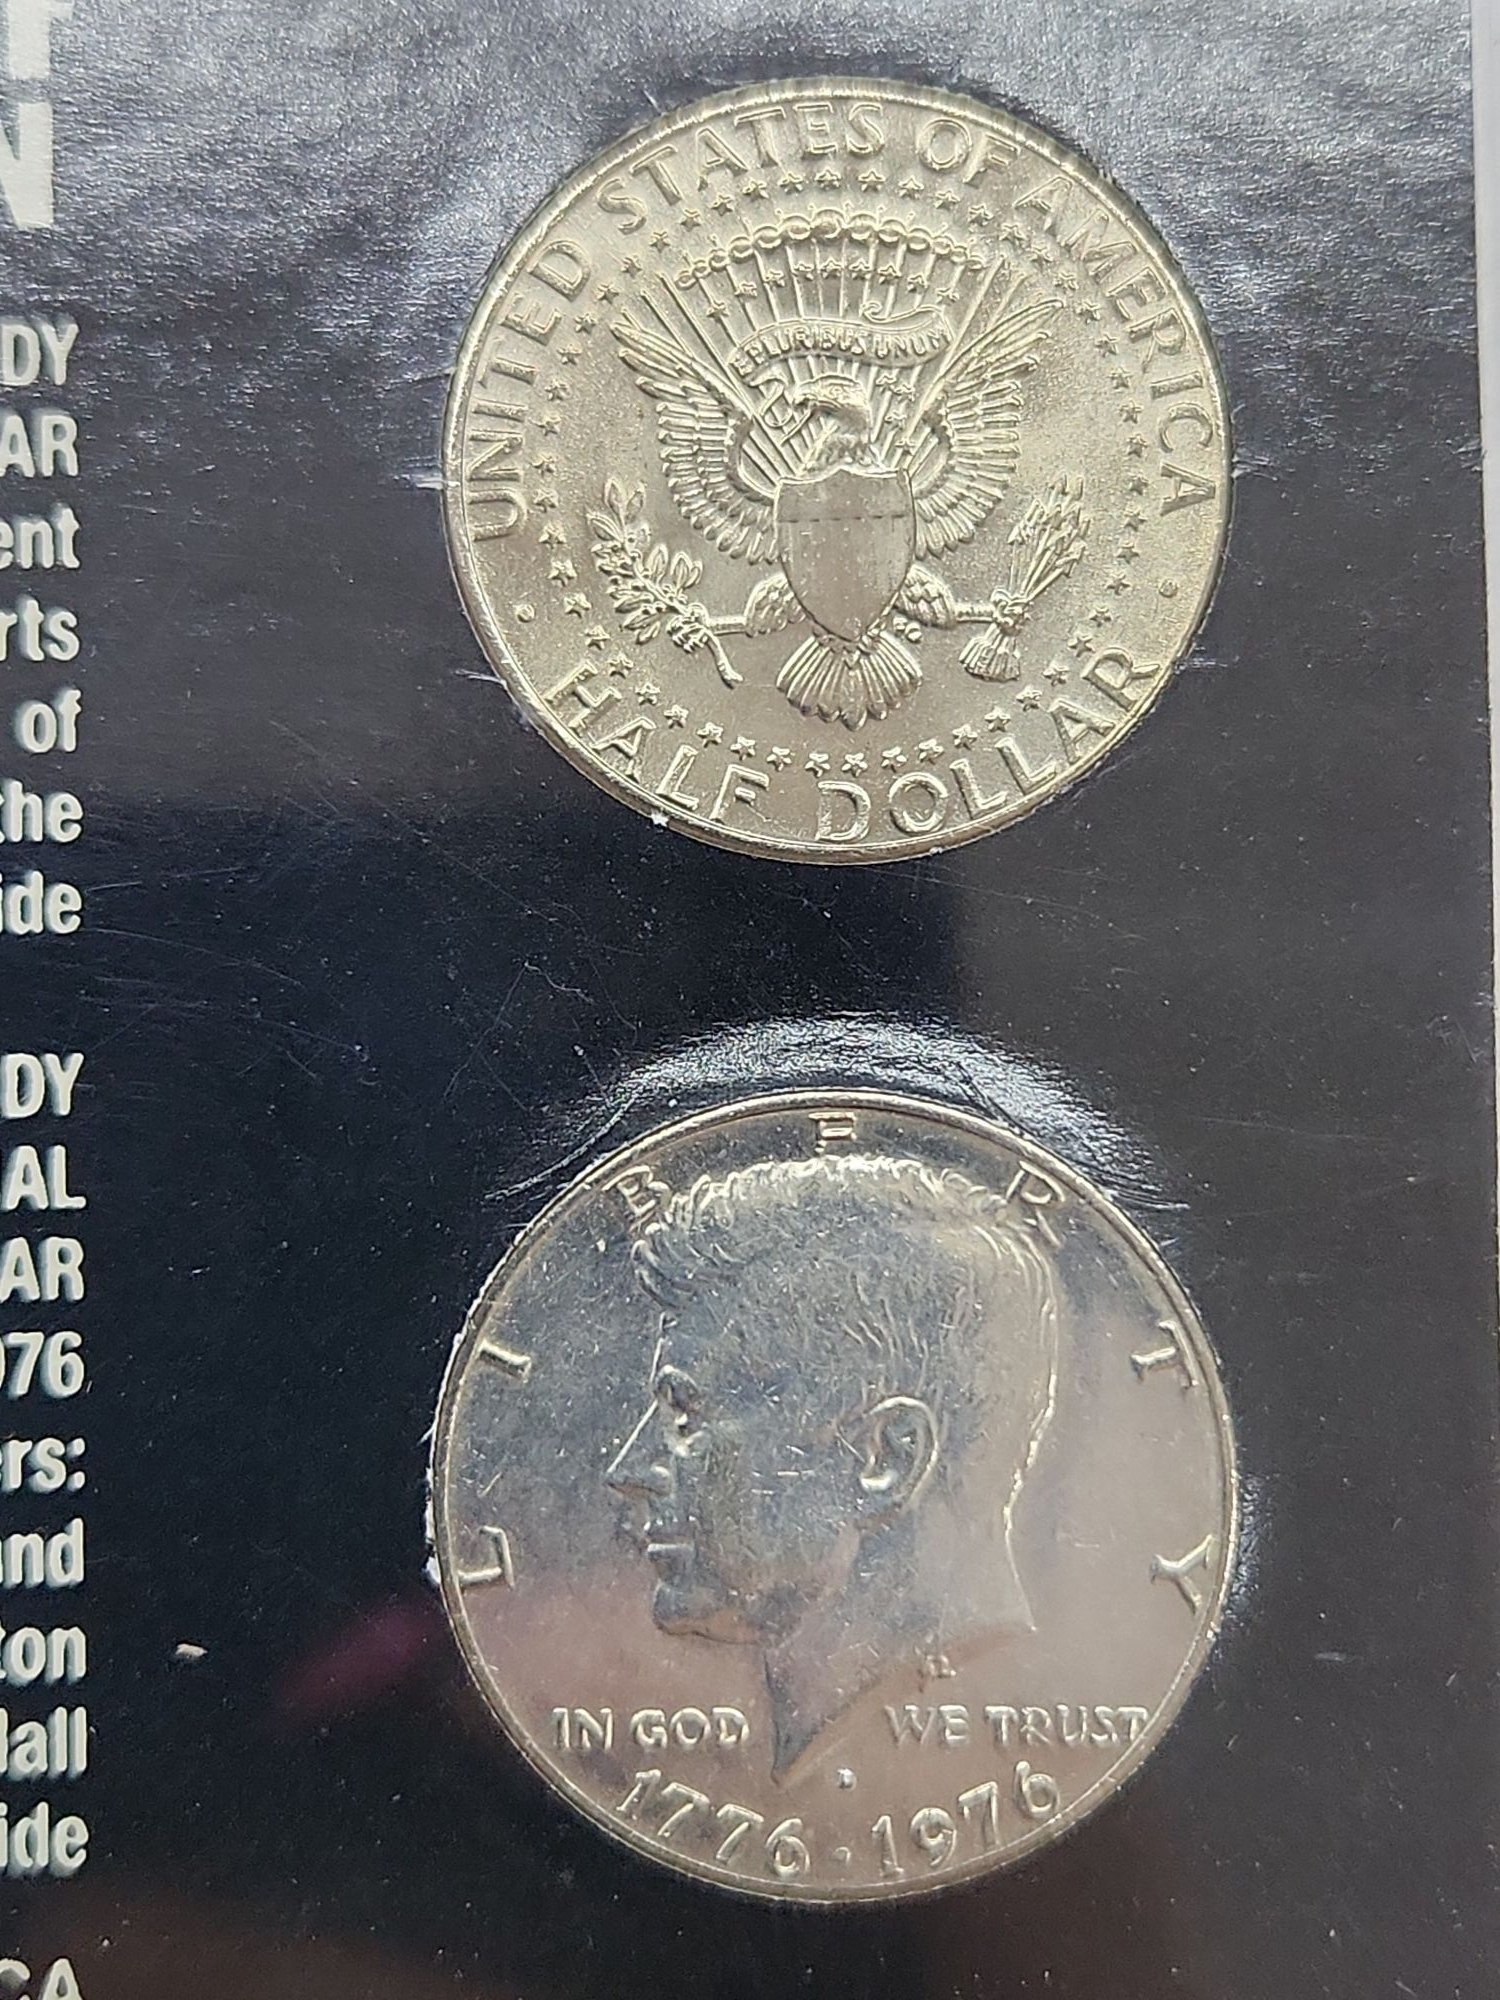 N
DY
AR
ent
rts
of
the
ide
UNITED STATES OF AMERICA
E PLURIBUS UNUM
HALF DOLLAR
DY
AL
AR
976
ers:
and
ton
Hall
ide
CA
LIBERTY
IN GOD WE TRUST
D
1776 · 1976